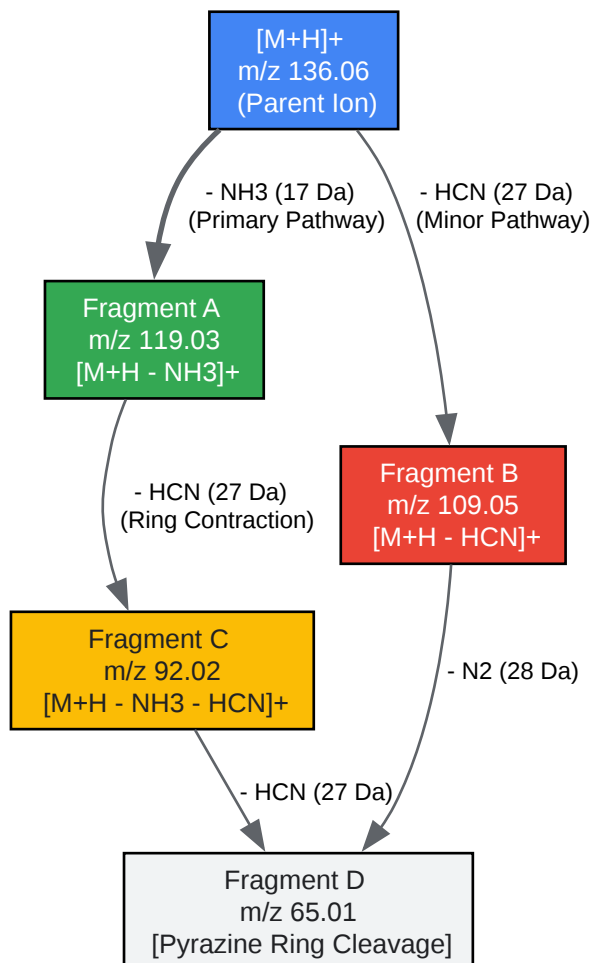 [M+H]+
m/z 136.06
(Parent Ion)
- NH3 (17 Da)
(Primary Pathway)
- HCN (27 Da)
(Minor Pathway)
Fragment A
m/z 119.03
[M+H - NH3]+
Fragment B
m/z 109.05
[M+H - HCN]+
- HCN (27 Da)
(Ring Contraction)
Fragment C
m/z 92.02
[M+H - NH3 - HCN]+
- N2 (28 Da)
- HCN (27 Da)
Fragment D
m/z 65.01
[Pyrazine Ring Cleavage]